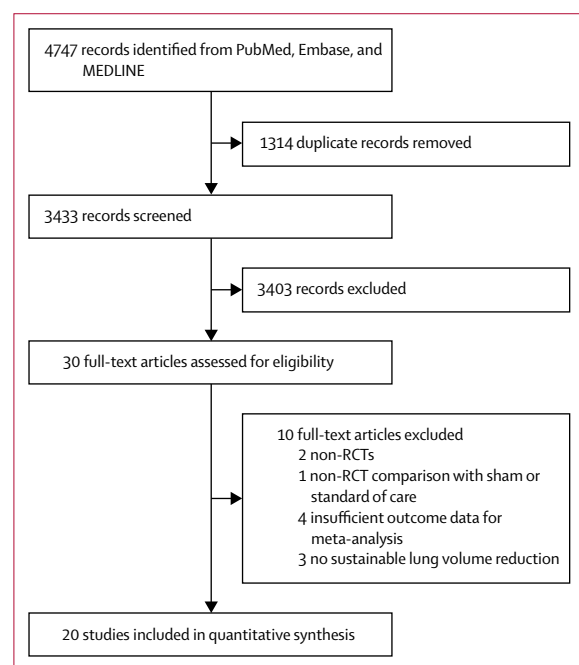 4747 records identified from PubMed, Embase, and
MEDLINE
1314 duplicate records removed
3433 records screened
3403 records excluded
30 full-text articles assessed for eligibility
10 full-text articles excluded
2 non-RCTs
1 non-RCT comparison with sham or
standard of care
4 insufficient outcome data for
meta-analysis
3 no sustainable lung volume reduction
20 studies included in quantitative synthesis